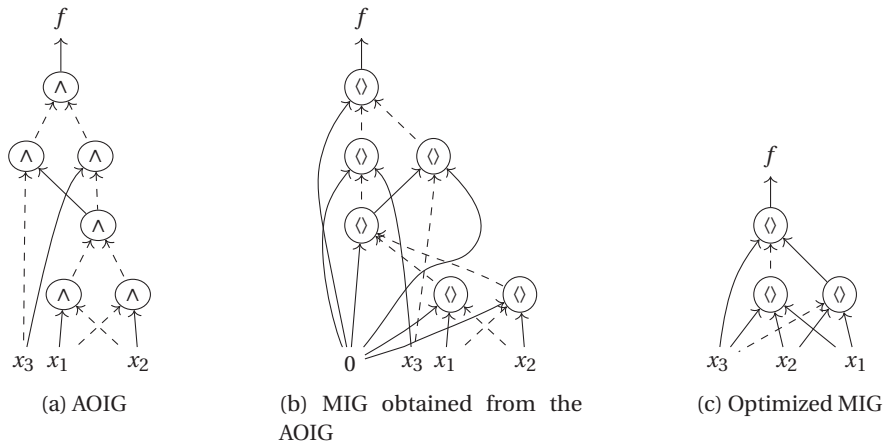 f
f
∧
⟨⟩
∧ ∧
⟨⟩ ⟨⟩
f
∧
⟨⟩
⟨⟩
∧ ∧
⟨⟩ ⟨⟩
⟨⟩ ⟨⟩
x₃ x₁ x₂
0 x₃ x₁ x₂
x₃ x₂ x₁
(a) AOIG
(b) MIG obtained from the
AOIG
(c) Optimized MIG